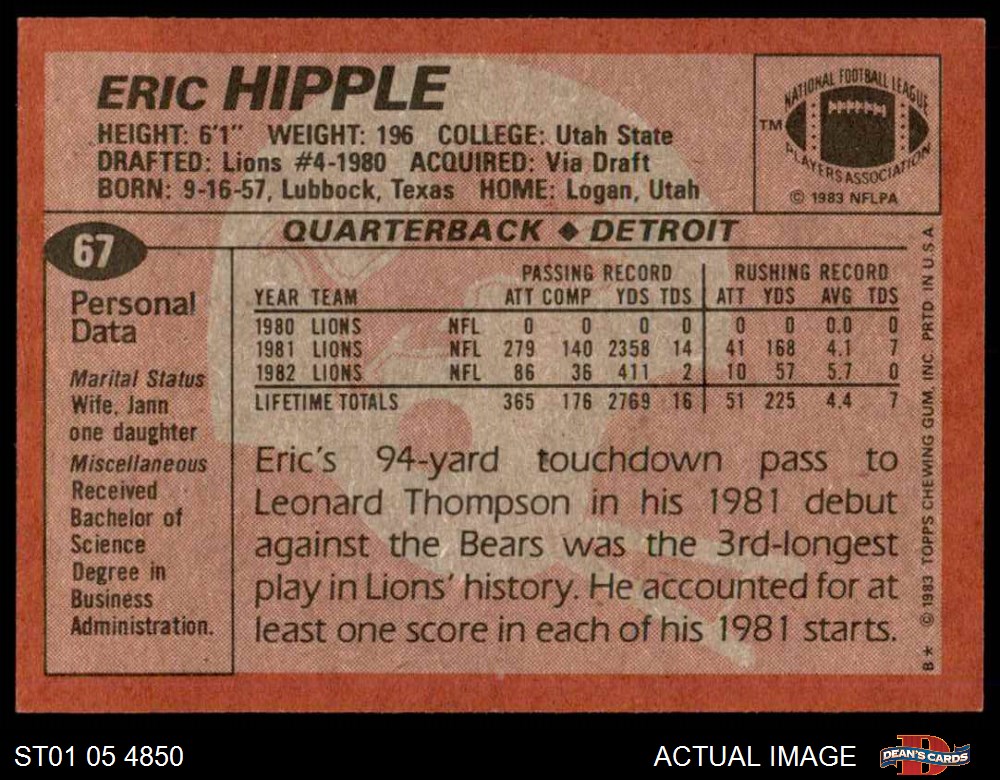 ERIC HIPPLE
HEIGHT: 6'1" WEIGHT: 196 COLLEGE: Utah State
DRAFTED: Lions #4-1980 ACQUIRED: Via Draft
BORN: 9-16-57, Lubbock, Texas HOME: Logan, Utah
NATIONAL FOOTBALL LEAGUE
TM
PLAYERS ASSOCIATION
© 1983 NFLPA
67
QUARTERBACK ◆ DETROIT
Personal
Data
Marital Status
Wife, Jann
one daughter
Miscellaneous
Received
Bachelor of
Science
Degree in
Business
Administration.
PASSING RECORD RUSHING RECORD
YEAR TEAM ATT COMP YDS TDS ATT YDS AVG TDS
1980 LIONS NFL 0 0 0 0 0 0 0.0 0
1981 LIONS NFL 279 140 2358 14 41 168 4.1 7
1982 LIONS NFL 86 36 411 2 10 57 5.7 0
LIFETIME TOTALS 365 176 2769 16 51 225 4.4 7
Eric's 94-yard touchdown pass to
Leonard Thompson in his 1981 debut
against the Bears was the 3rd-longest
play in Lions' history. He accounted for at
least one score in each of his 1981 starts.
B* © 1983 TOPPS CHEWING GUM, INC. PRTD. IN U.S.A.
ST01 05 4850
ACTUAL IMAGE
DEAN'S CARDS